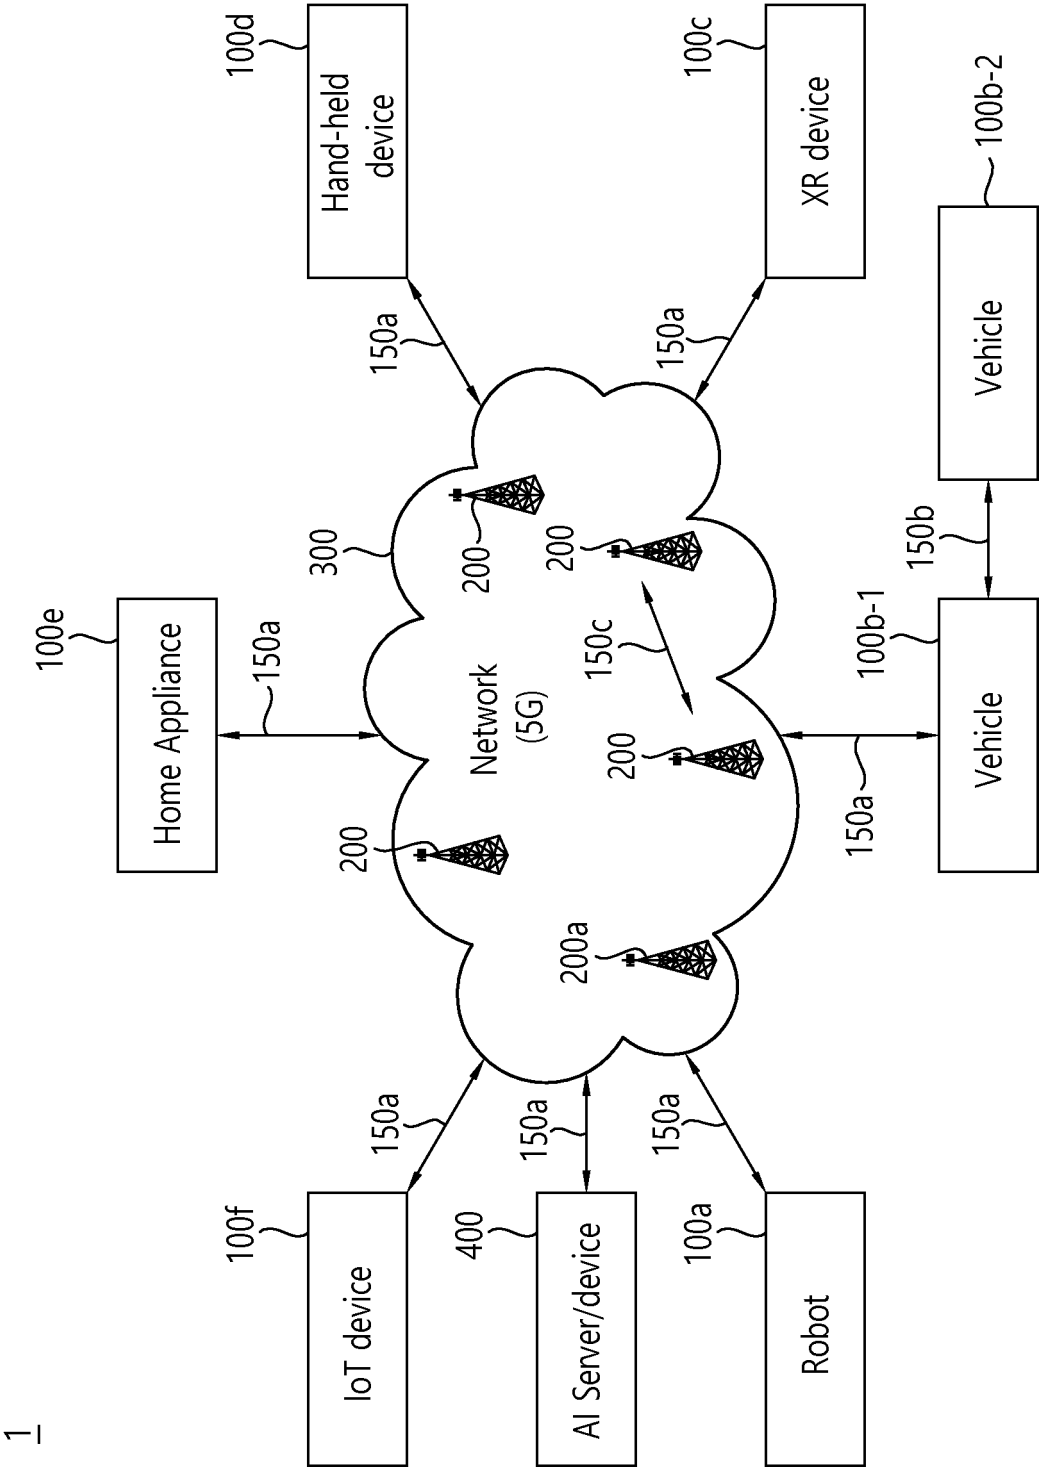 1
100e
Home Appliance
100f
100d
150a
300
IoT device
Hand-held
device
200
150a
150a
400
Network
(5G)
200
150a
200a
200
AI Server/device
150c
200
150a
150a
100a
100c
Robot
XR device
150a
100b-1
150b
Vehicle
Vehicle
100b-2